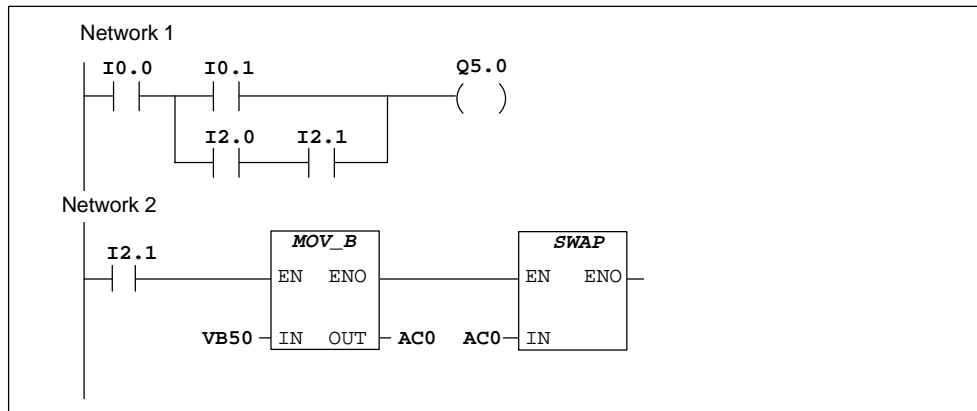 Network 1
I0.0 I0.1 Q5.0
I2.0 I2.1
Network 2
I2.1 MOV_B SWAP
EN ENO EN ENO
VB50 IN OUT AC0 AC0 IN